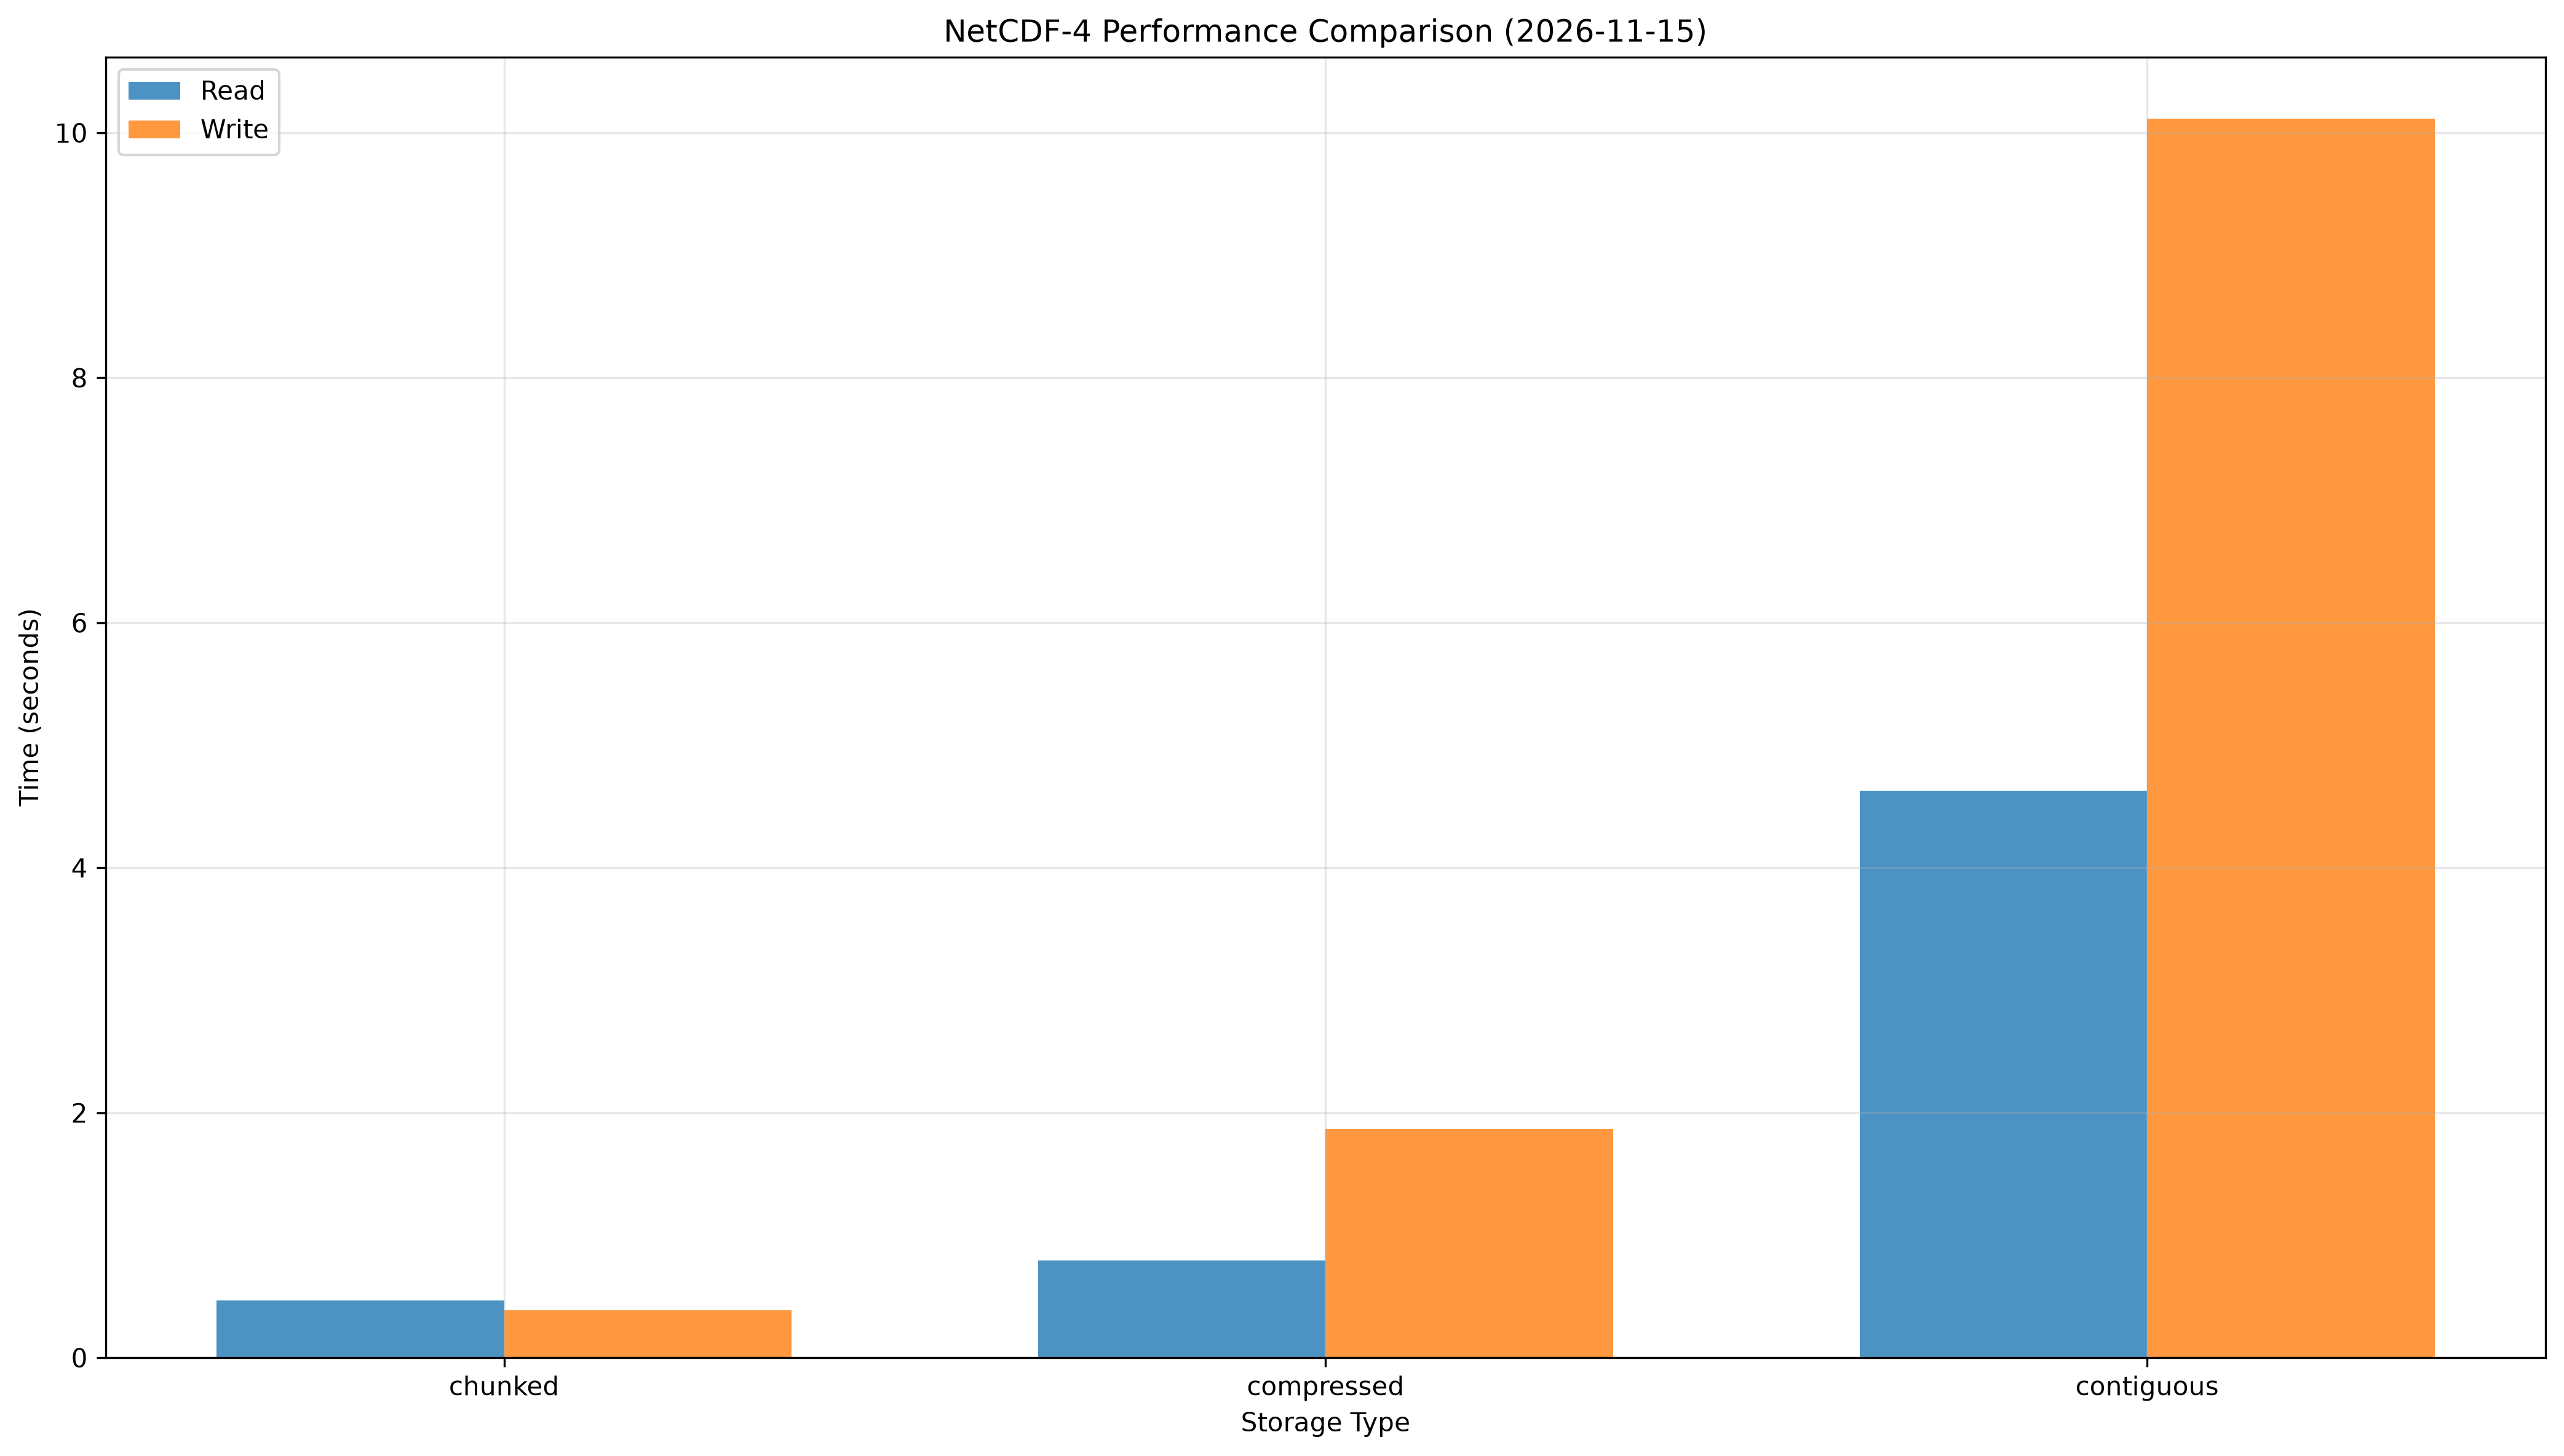 NetCDF-4 Performance Comparison (2026-11-15)
Read
Write
Time (seconds)
10
8
6
4
2
0
chunked
compressed
contiguous
Storage Type